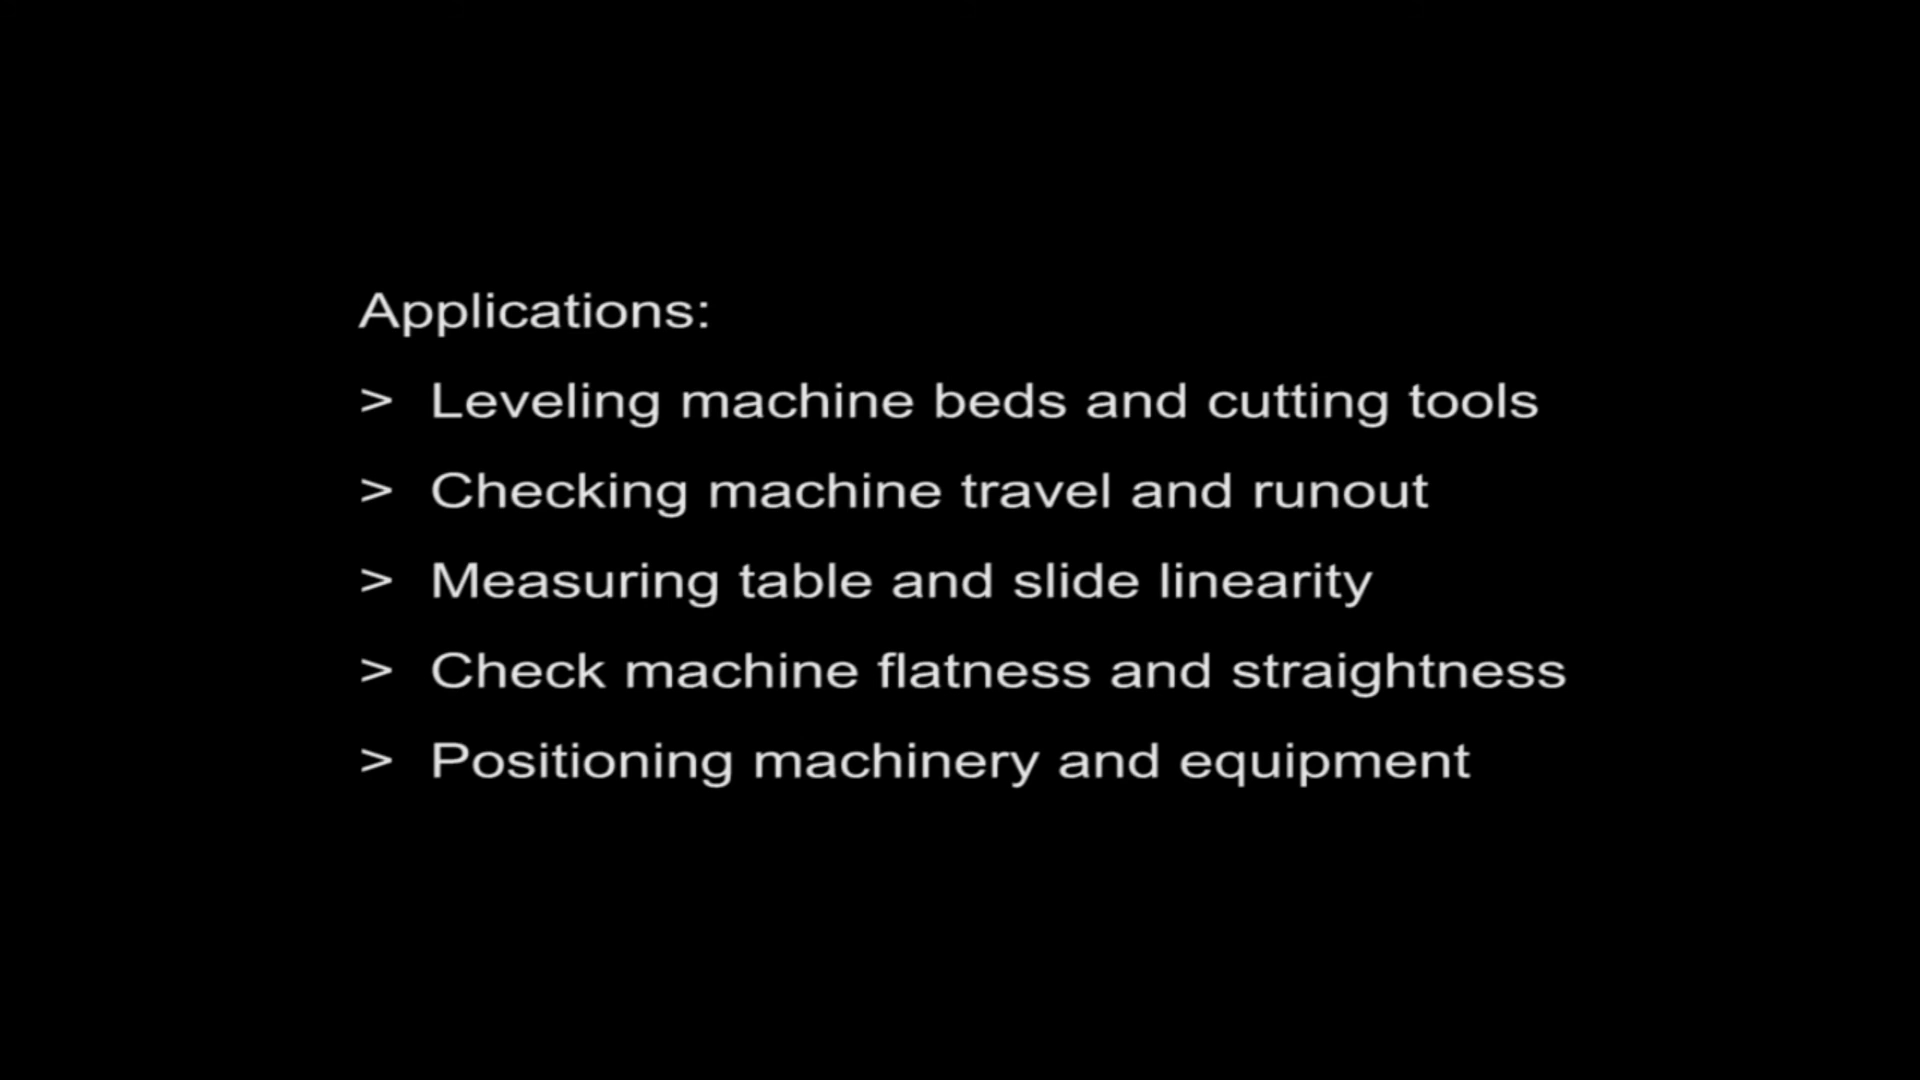 Applications:
> Leveling machine beds and cutting tools
> Checking machine travel and runout
> Measuring table and slide linearity
> Check machine flatness and straightness
> Positioning machinery and equipment